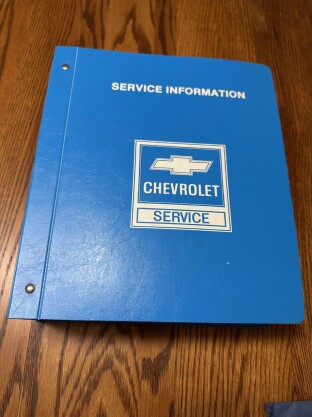 SERVICE INFORMATION
CHEVROLET
SERVICE